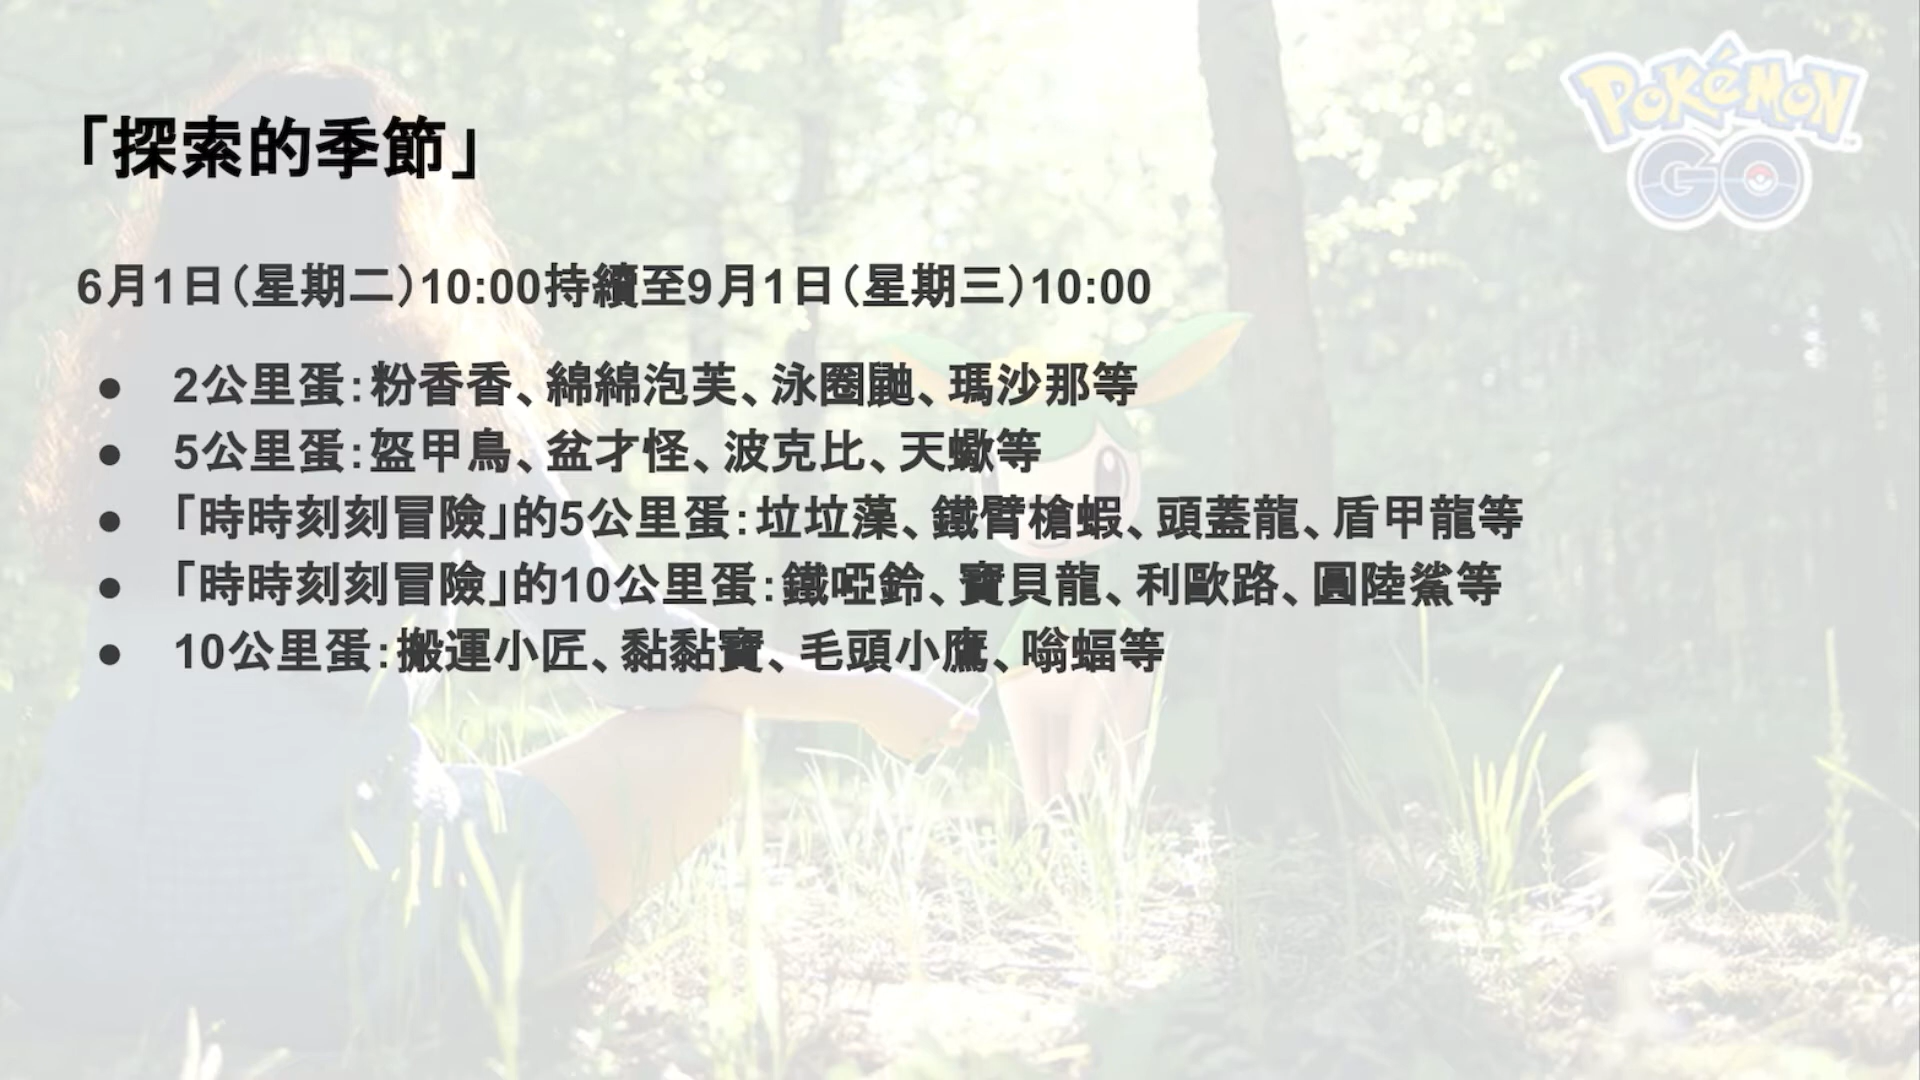 Pokémon
GO
「探索的季節」
6月1日（星期二）10:00持續至9月1日（星期三）10:00
● 2公里蛋：粉香香、綿綿泡芙、泳圈鼬、瑪沙那等
● 5公里蛋：盔甲鳥、盆才怪、波克比、天蠍等
● 「時時刻刻冒險」的5公里蛋：垃垃藻、鐵臂槍蝦、頭蓋龍、盾甲龍等
● 「時時刻刻冒險」的10公里蛋：鐵啞鈴、寶貝龍、利歐路、圓陸鯊等
● 10公里蛋：搬運小匠、黏黏寶、毛頭小鷹、嗡蝠等